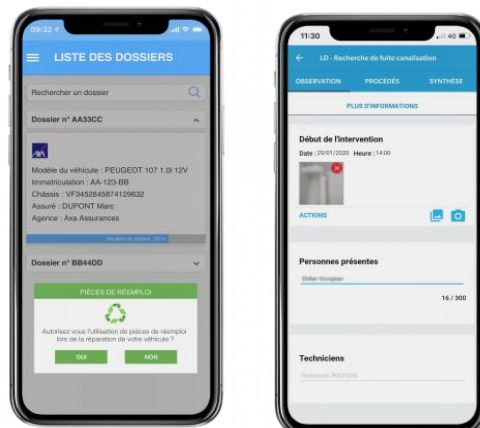 09:32
LISTE DES DOSSIERS
Rechercher un dossier
Dossier n° AA33CC
AXA
Modèle du véhicule : PEUGEOT 107 1.0I 12V
Immatriculation : AA-123-BB
Châssis : VF3452645874129632
Assuré : DUPONT Marc
Agence : Axa Assurances
Dossier n° BB44DD
PIÈCES DE RÉEMPLOI
Autorisez vous l'utilisation de pièces de réemploi
lors de la réparation de votre véhicule ?
OUI NON
11:30
40
LD - Recherche de fuite canalisation
OBSERVATION PROCÉDÉS SYNTHÈSE
PLUS D'INFORMATIONS
Début de l'intervention
Date : 29/01/2020 Heure : 14:00
ACTIONS
Personnes présentes
16 / 300
Techniciens
Technicien POLYGON